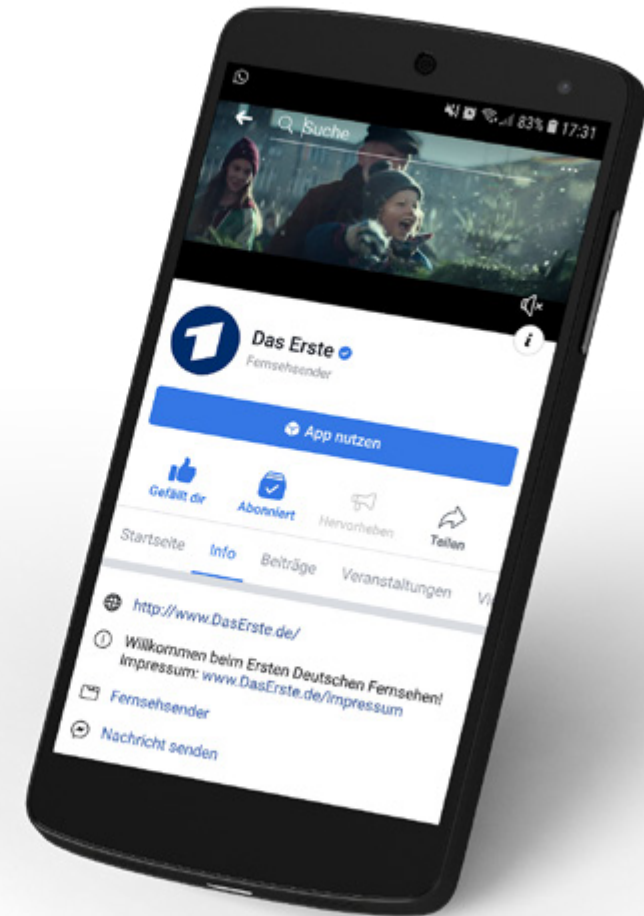 83% 17:31
Suche
Das Erste
Fernsehsender
App nutzen
Gefällt dir
Abonniert
Hervorheben
Teilen
Startseite
Info
Beiträge
Veranstaltungen
Vi
http://www.DasErste.de/
Willkommen beim Ersten Deutschen Fernsehen!
Impressum: www.DasErste.de/Impressum
Fernsehsender
Nachricht senden